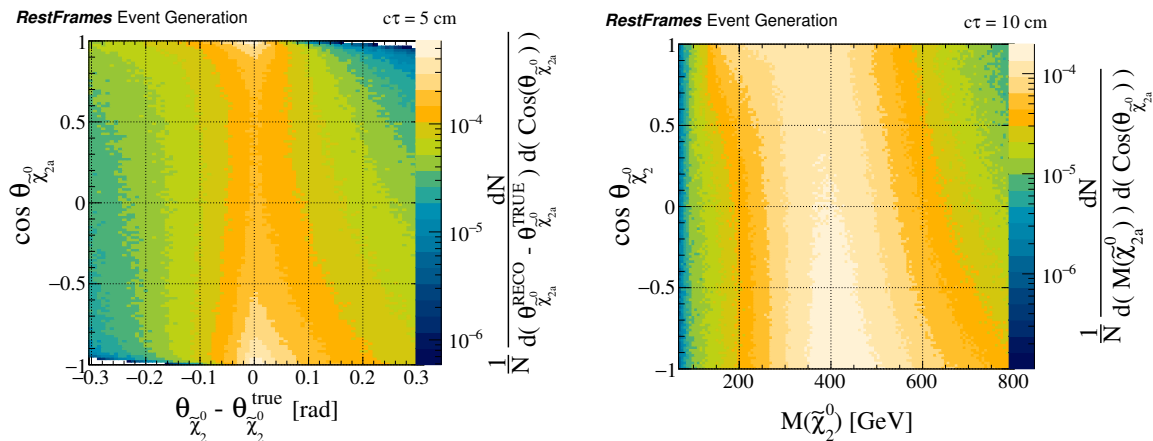 RestFrames Event Generation cτ = 5 cm
1
0.5
0
−0.5
−1
−0.3 −0.2 −0.1 0 0.1 0.2 0.3
cos θ_{χ̃⁰_{2a}}
θ_{χ̃⁰_2} - θ_{χ̃⁰_2}^{true} [rad]
10⁻⁴
10⁻⁵
10⁻⁶
1/N dN / d( θ^{RECO}_{χ̃⁰_{2a}} - θ^{TRUE}_{χ̃⁰_{2a}} ) d( Cos(θ_{χ̃⁰_{2a}} ) )
RestFrames Event Generation cτ = 10 cm
1
0.5
0
−0.5
−1
200 400 600 800
cos θ_{χ̃⁰_2}
M(χ̃⁰_2) [GeV]
10⁻⁴
10⁻⁵
10⁻⁶
1/N dN / d( M(χ̃⁰_{2a}) ) d( Cos(θ_{χ̃⁰_{2a}} ) )